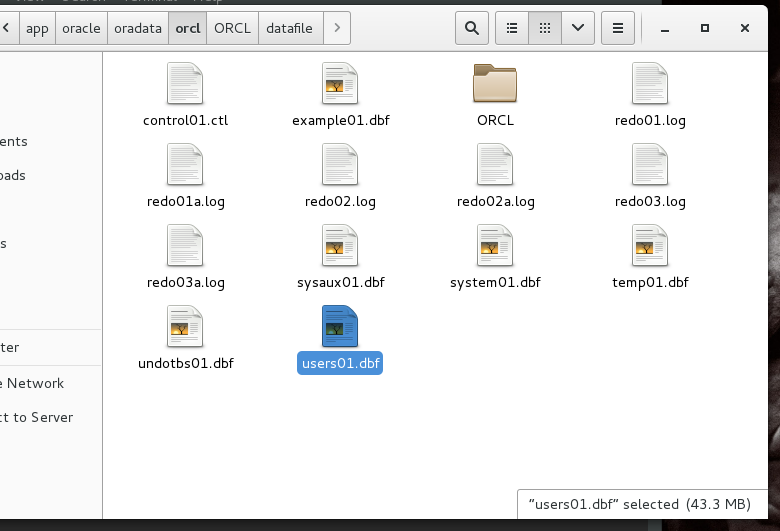 app oracle oradata orcl ORCL datafile
control01.ctl example01.dbf ORCL redo01.log
ents
oads
redo01a.log redo02.log redo02a.log redo03.log
s
redo03a.log sysaux01.dbf system01.dbf temp01.dbf
ter
undotbs01.dbf users01.dbf
e Network
ct to Server
"users01.dbf" selected (43.3 MB)